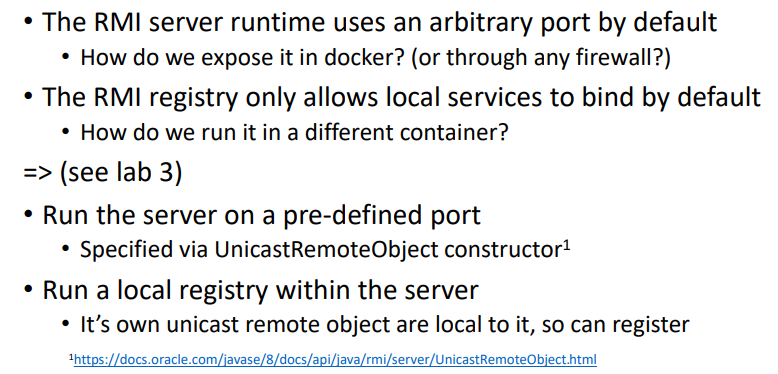 • The RMI server runtime uses an arbitrary port by default
• How do we expose it in docker? (or through any firewall?)
• The RMI registry only allows local services to bind by default
• How do we run it in a different container?
=> (see lab 3)
• Run the server on a pre-defined port
• Specified via UnicastRemoteObject constructor¹
• Run a local registry within the server
• It's own unicast remote object are local to it, so can register
¹https://docs.oracle.com/javase/8/docs/api/java/rmi/server/UnicastRemoteObject.html